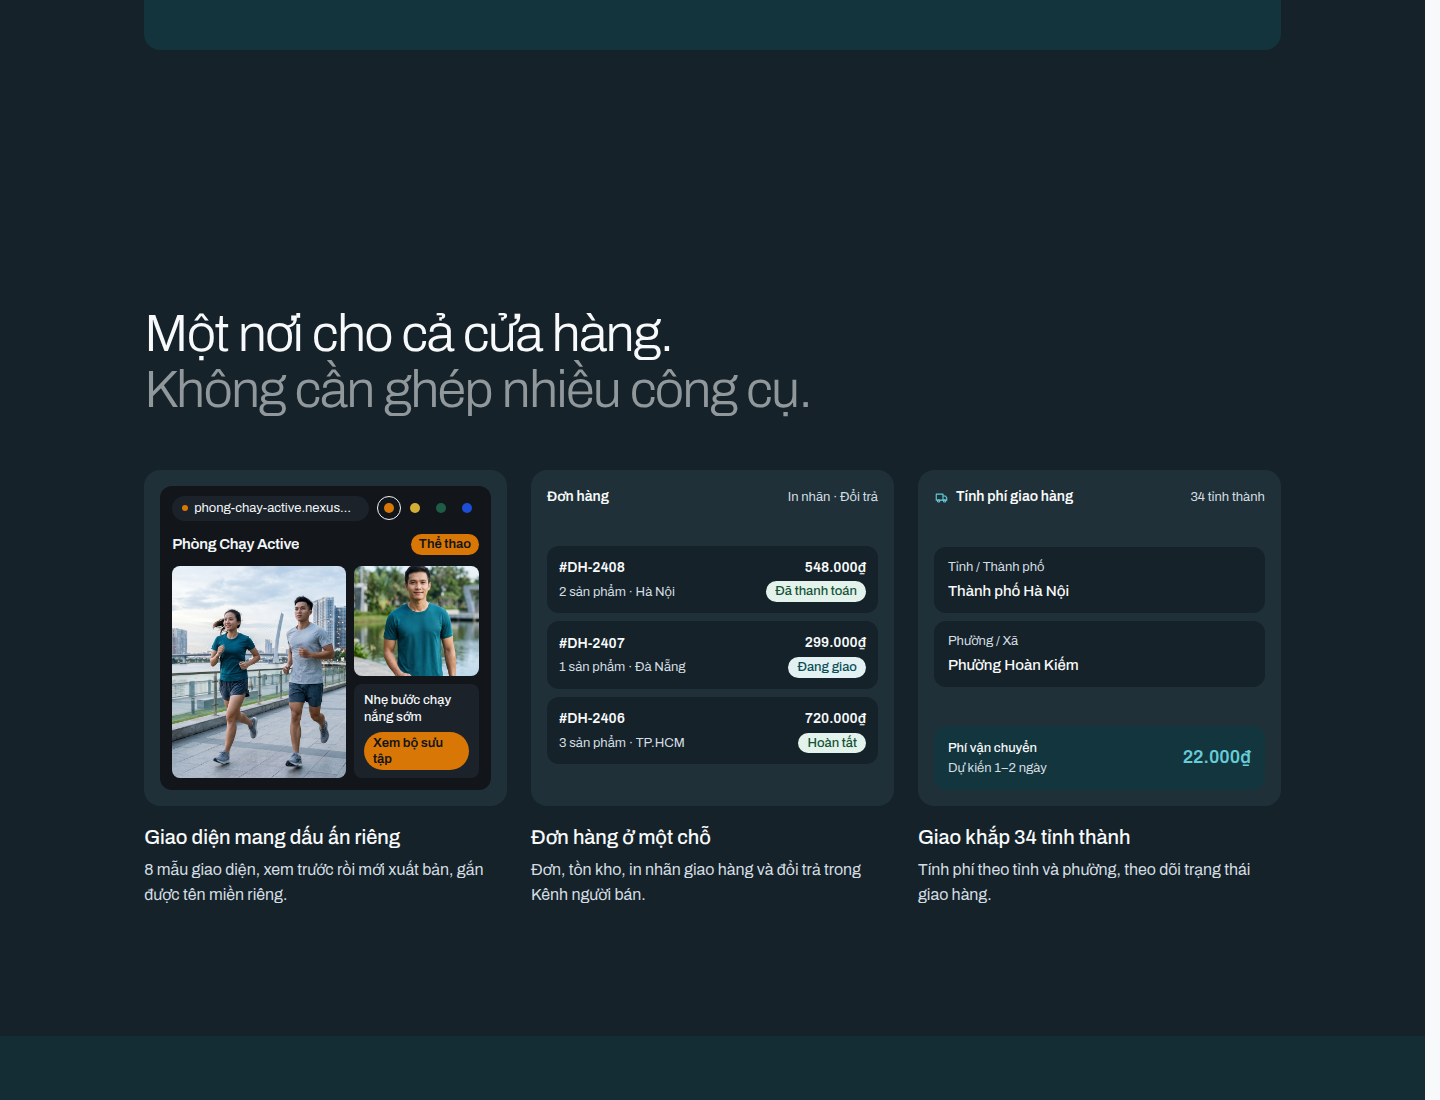 Một nơi cho cả cửa hàng.
Không cần ghép nhiều công cụ.
phong-chay-active.nexus...
Phòng Chạy Active
Thể thao
Nhẹ bước chạy
nắng sớm
Xem bộ sưu
tập
Giao diện mang dấu ấn riêng
8 mẫu giao diện, xem trước rồi mới xuất bản, gắn
được tên miền riêng.
Đơn hàng
In nhãn · Đổi trả
#DH-2408
548.000₫
2 sản phẩm · Hà Nội
Đã thanh toán
#DH-2407
299.000₫
1 sản phẩm · Đà Nẵng
Đang giao
#DH-2406
720.000₫
3 sản phẩm · TP.HCM
Hoàn tất
Đơn hàng ở một chỗ
Đơn, tồn kho, in nhãn giao hàng và đổi trả trong
Kênh người bán.
Tính phí giao hàng
34 tỉnh thành
Tỉnh / Thành phố
Thành phố Hà Nội
Phường / Xã
Phường Hoàn Kiếm
Phí vận chuyển
22.000₫
Dự kiến 1–2 ngày
Giao khắp 34 tỉnh thành
Tính phí theo tỉnh và phường, theo dõi trạng thái
giao hàng.